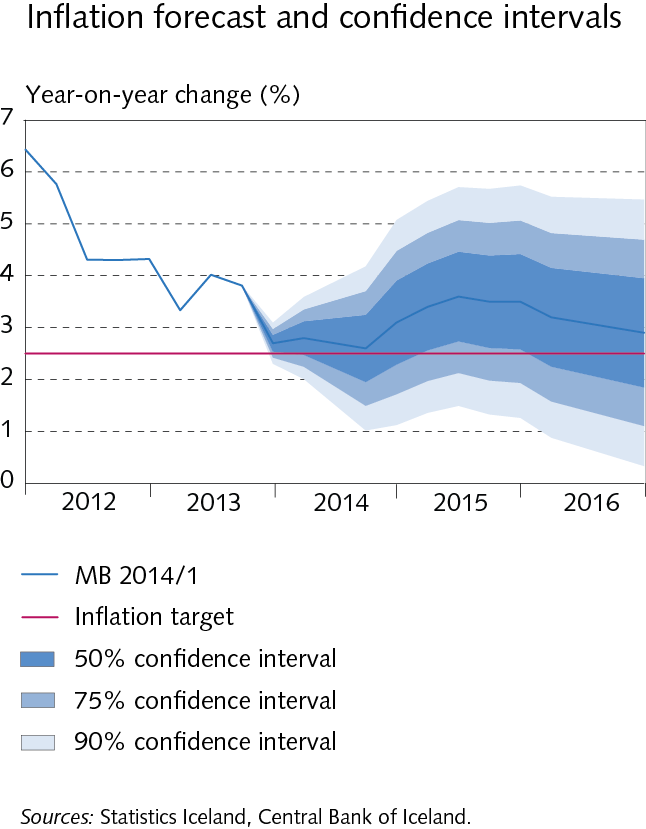 Inflation forecast and confidence intervals
Year-on-year change (%)
7
6
5
4
3
2
1
0
2012 2013 2014 2015 2016
MB 2014/1
Inflation target
50% confidence interval
75% confidence interval
90% confidence interval
Sources: Statistics Iceland, Central Bank of Iceland.